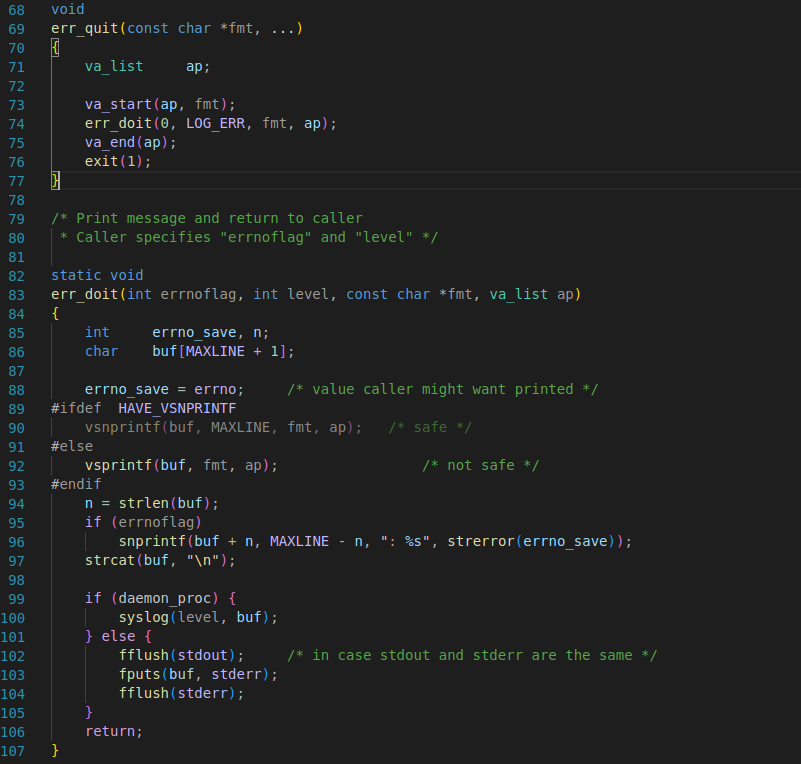 68 void
69 err_quit(const char *fmt, ...)
70 {
71     va_list     ap;
72
73     va_start(ap, fmt);
74     err_doit(0, LOG_ERR, fmt, ap);
75     va_end(ap);
76     exit(1);
77 }
78
79 /* Print message and return to caller
80  * Caller specifies "errnoflag" and "level" */
81
82 static void
83 err_doit(int errnoflag, int level, const char *fmt, va_list ap)
84 {
85     int     errno_save, n;
86     char    buf[MAXLINE + 1];
87
88     errno_save = errno;     /* value caller might want printed */
89 #ifdef  HAVE_VSNPRINTF
90     vsnprintf(buf, MAXLINE, fmt, ap);   /* safe */
91 #else
92     vsprintf(buf, fmt, ap);                 /* not safe */
93 #endif
94     n = strlen(buf);
95     if (errnoflag)
96         snprintf(buf + n, MAXLINE - n, ": %s", strerror(errno_save));
97     strcat(buf, "\n");
98
99     if (daemon_proc) {
100         syslog(level, buf);
101     } else {
102         fflush(stdout);     /* in case stdout and stderr are the same */
103         fputs(buf, stderr);
104         fflush(stderr);
105     }
106     return;
107 }